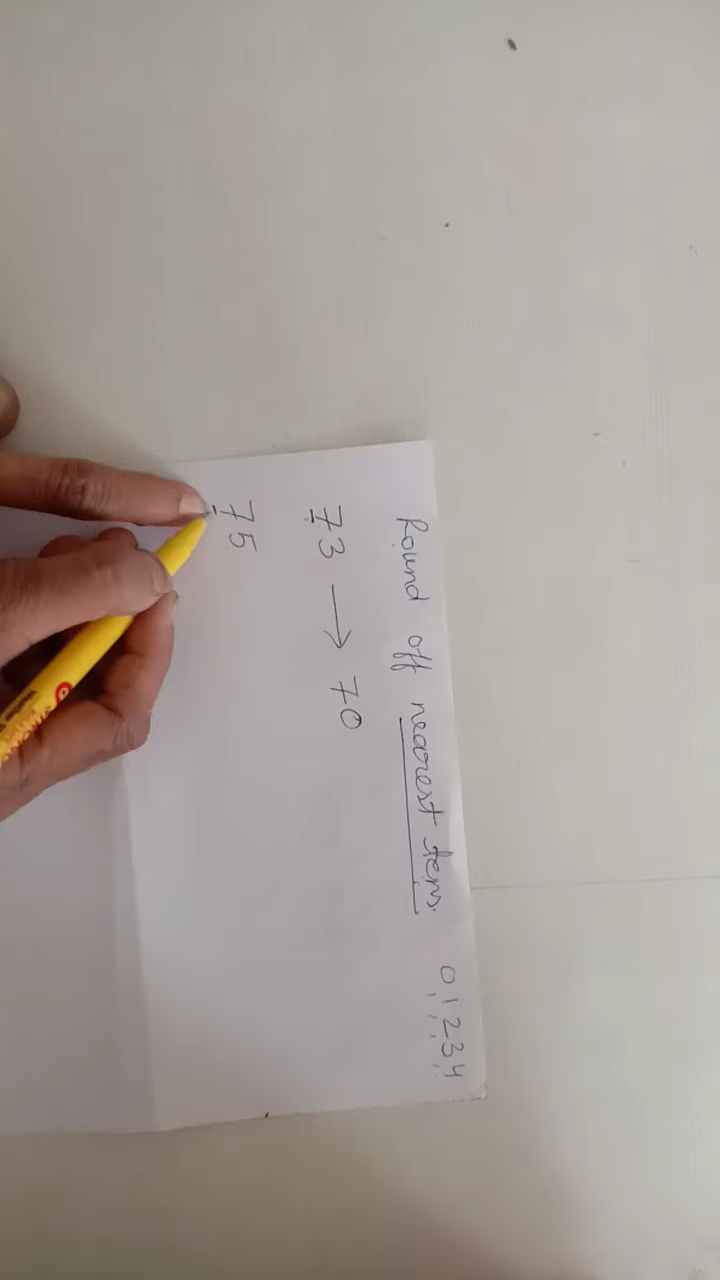 Round off nearest tens. 0, 1, 2, 3, 4
73 → 70
75